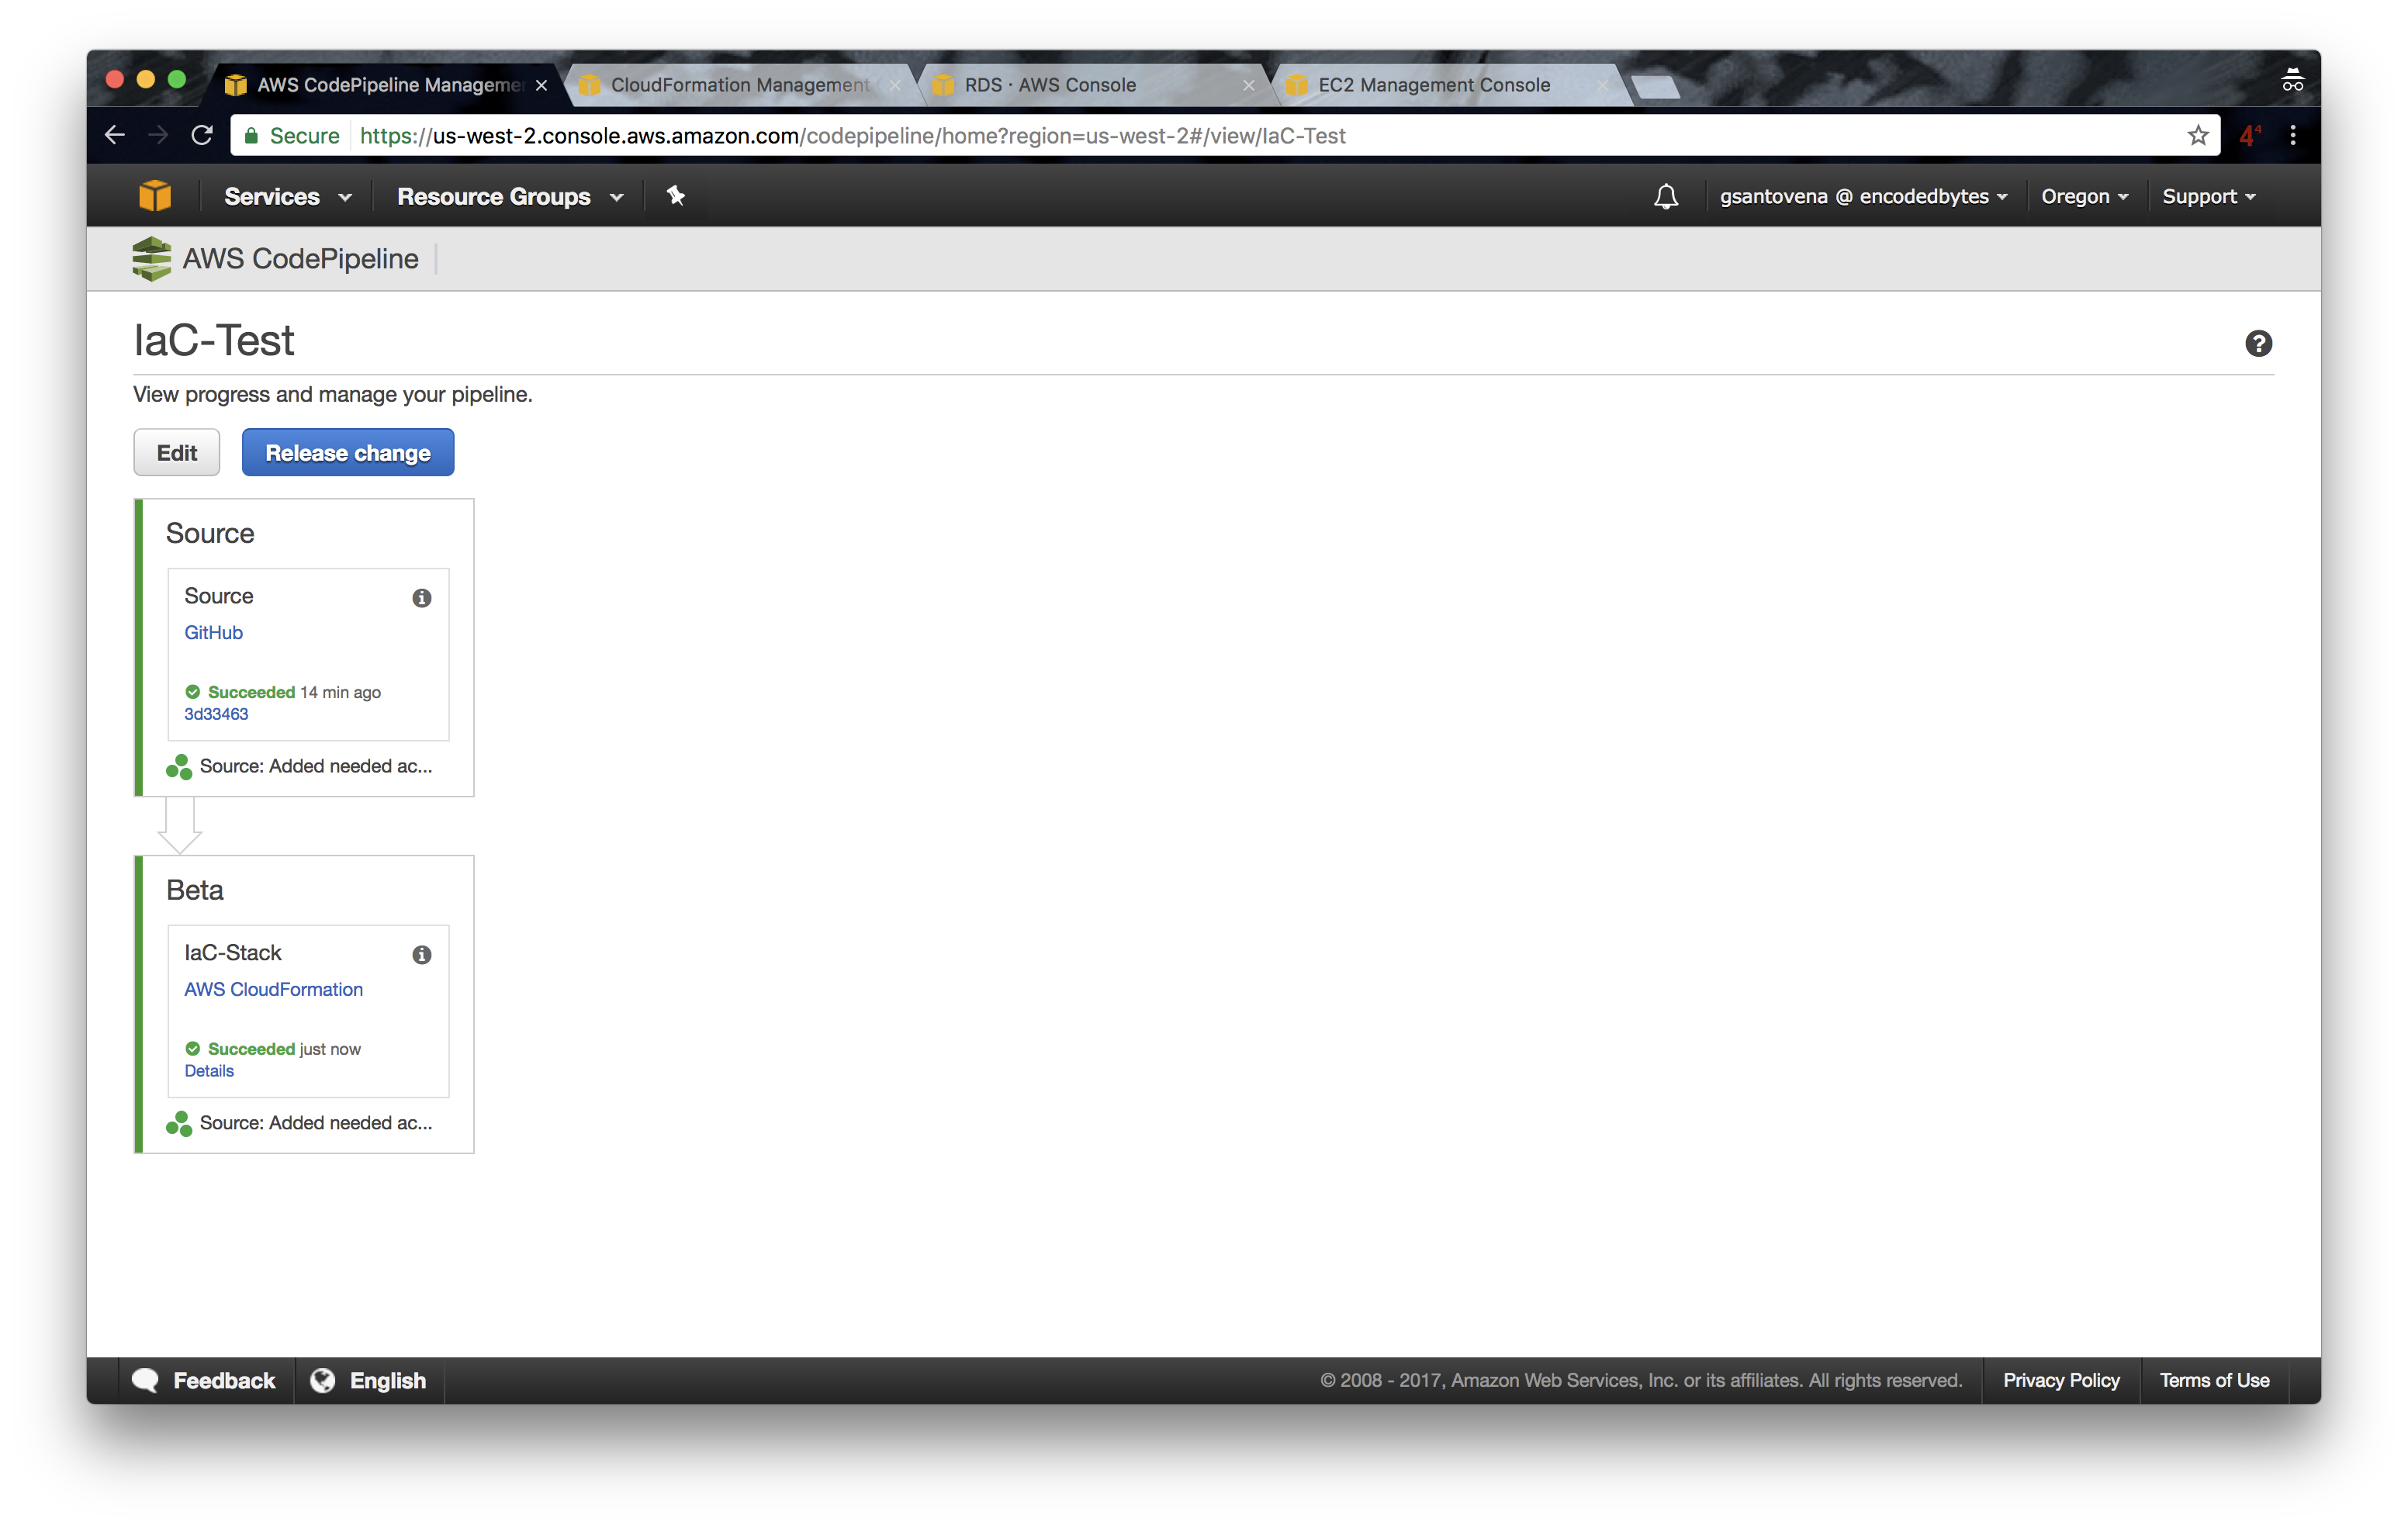 AWS CodePipeline Manageme
CloudFormation Management
RDS · AWS Console
EC2 Management Console
Secure
https://us-west-2.console.aws.amazon.com/codepipeline/home?region=us-west-2#/view/IaC-Test
4⁴
Services
Resource Groups
gsantovena @ encodedbytes
Oregon
Support
AWS CodePipeline
IaC-Test
View progress and manage your pipeline.
Edit
Release change
Source
Source
GitHub
Succeeded 14 min ago
3d33463
Source: Added needed ac...
Beta
IaC-Stack
AWS CloudFormation
Succeeded just now
Details
Source: Added needed ac...
Feedback
English
© 2008 - 2017, Amazon Web Services, Inc. or its affiliates. All rights reserved.
Privacy Policy
Terms of Use